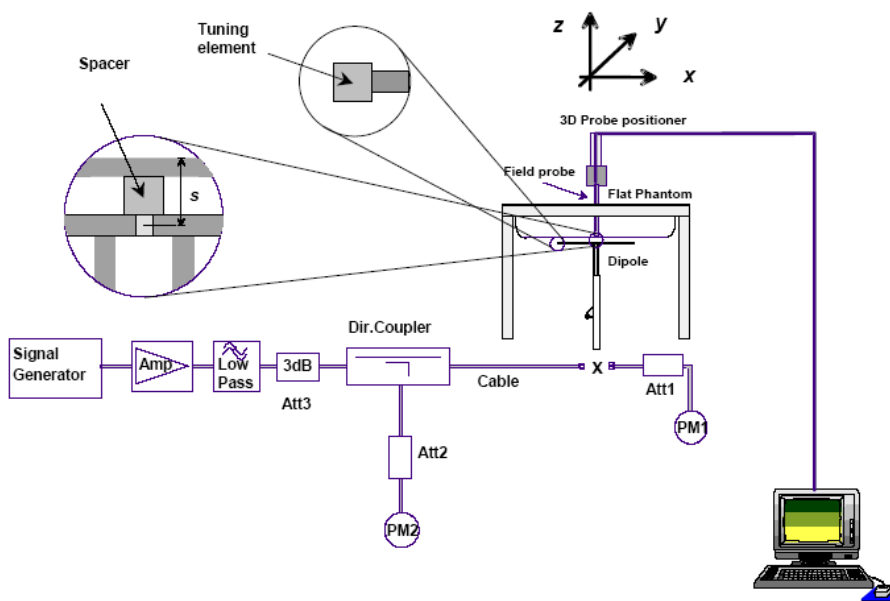 Tuning
element
Spacer
s
z
y
x
3D Probe positioner
Field probe
Flat Phantom
Dipole
Dir.Coupler
Signal
Generator
Amp
Low
Pass
3dB
Att3
Cable
X
Att1
PM1
Att2
PM2